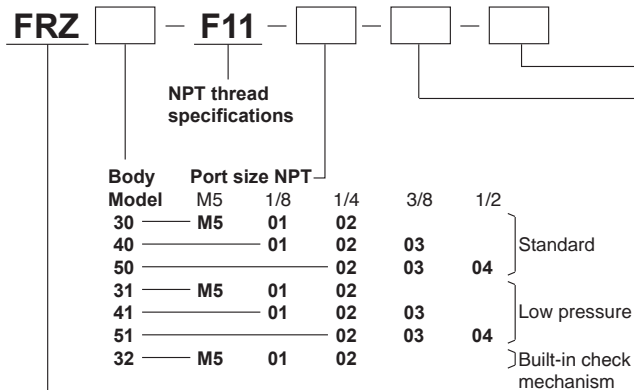 FRZ — F11 — — —
NPT thread
specifications
Body Port size NPT
Model M5 1/8 1/4 3/8 1/2
30 M5 01 02
40 01 02 03 Standard
50 02 03 04
31 M5 01 02
41 01 02 03 Low pressure
51 02 03 04
32 M5 01 02 Built-in check
mechanism